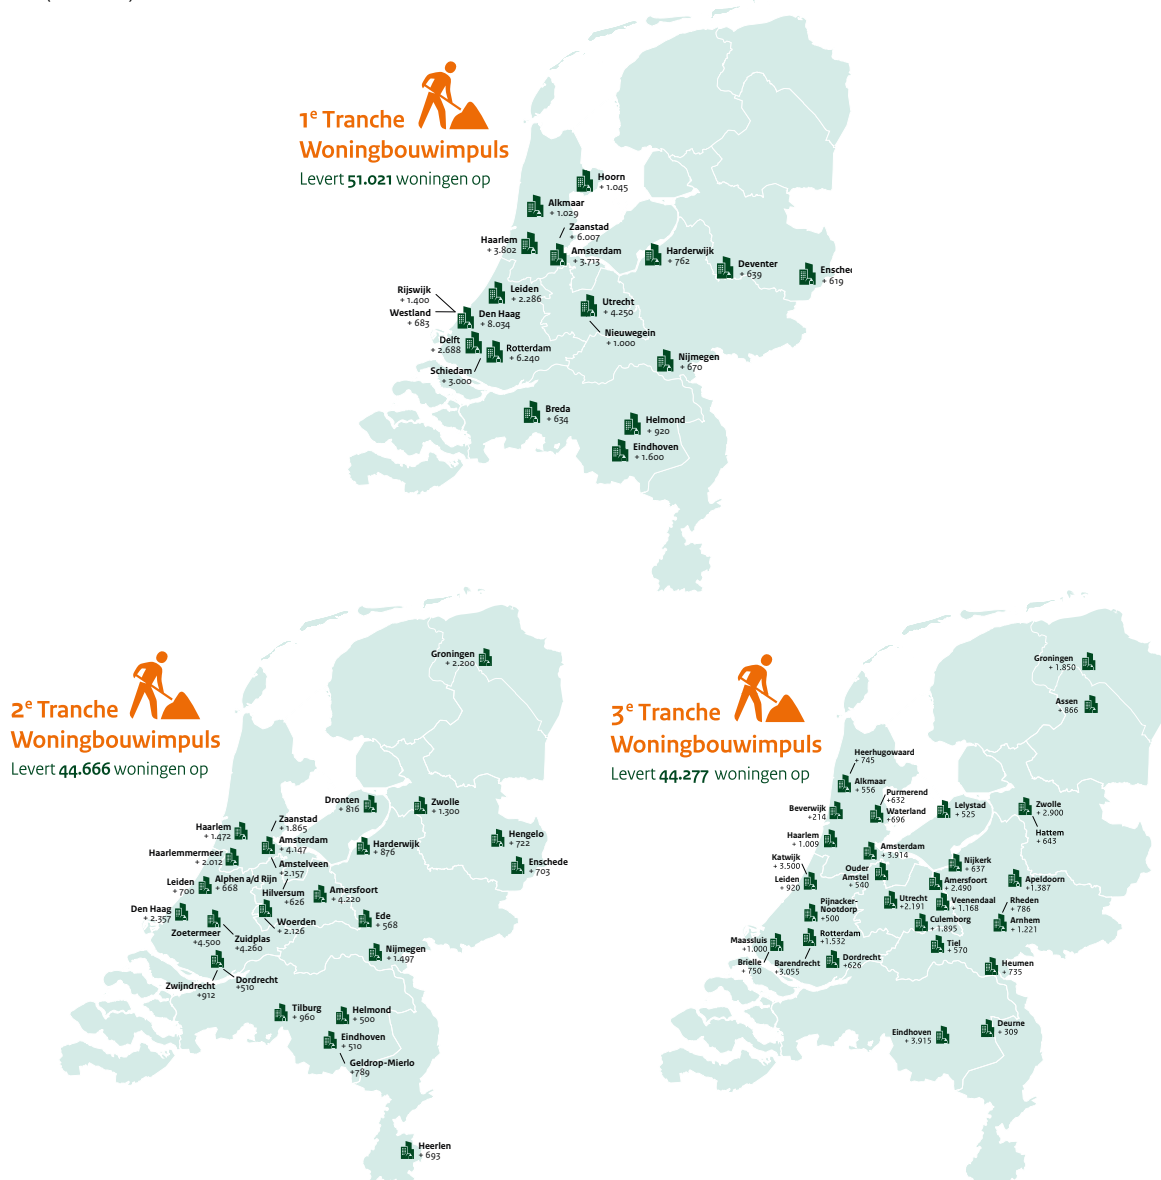 1e Tranche
Woningbouwimpuls
Levert 51.021 woningen op
Hoorn
+ 1.045
Alkmaar
+ 1.029
Zaanstad
+ 6.007
Haarlem
+ 3.802
Amsterdam
+ 3.713
Harderwijk
+ 762
Deventer
+ 639
Ensche
+ 619
Rijswijk
+ 1.400
Westland
+ 683
Leiden
+ 2.286
Den Haag
+ 8.034
Utrecht
+ 4.250
Nieuwegein
+ 1.000
Delft
+ 2.688
Rotterdam
+ 6.240
Schiedam
+ 3.000
Nijmegen
+ 670
Breda
+ 634
Helmond
+ 920
Eindhoven
+ 1.600
2e Tranche
Woningbouwimpuls
Levert 44.666 woningen op
Groningen
+ 2.200
Dronten
+ 816
Zwolle
+ 1.300
Zaanstad
+ 1.865
Haarlem
+ 1.472
Amsterdam
+ 4.147
Harderwijk
+ 876
Hengelo
+ 722
Haarlemmermeer
+ 2.012
Amstelveen
+2.157
Enschede
+ 703
Leiden
+ 700
Alphen a/d Rijn
+ 668
Hilversum
+626
Amersfoort
+ 4.220
Den Haag
+ 2.357
Woerden
+ 2.126
Ede
+ 568
Zoetermeer
+4.500
Zuidplas
+4.260
Nijmegen
+ 1.497
Zwijndrecht
+912
Dordrecht
+510
Tilburg
+ 960
Helmond
+ 500
Eindhoven
+ 510
Geldrop-Mierlo
+789
Heerlen
+ 693
3e Tranche
Woningbouwimpuls
Levert 44.277 woningen op
Groningen
+ 1.850
Assen
+ 866
Heerhugowaard
+ 745
Alkmaar
+ 556
Purmerend
+632
Beverwijk
+214
Waterland
+696
Lelystad
+ 525
Zwolle
+ 2.900
Hattem
+ 643
Haarlem
+ 1.009
Amsterdam
+ 3.914
Katwijk
+ 3.500
Ouder
Amstel
+ 540
Nijkerk
+ 637
Leiden
+ 920
Amersfoort
+ 2.490
Apeldoorn
+1.387
Pijnacker-
Nootdorp
+500
Utrecht
+2.191
Veenendaal
+ 1.168
Rheden
+ 786
Culemborg
+ 1.895
Arnhem
+ 1.221
Maassluis
+1.000
Rotterdam
+1.532
Tiel
+ 570
Brielle
+ 750
Barendrecht
+3.055
Dordrecht
+626
Heumen
+ 735
Eindhoven
+ 3.915
Deurne
+ 309